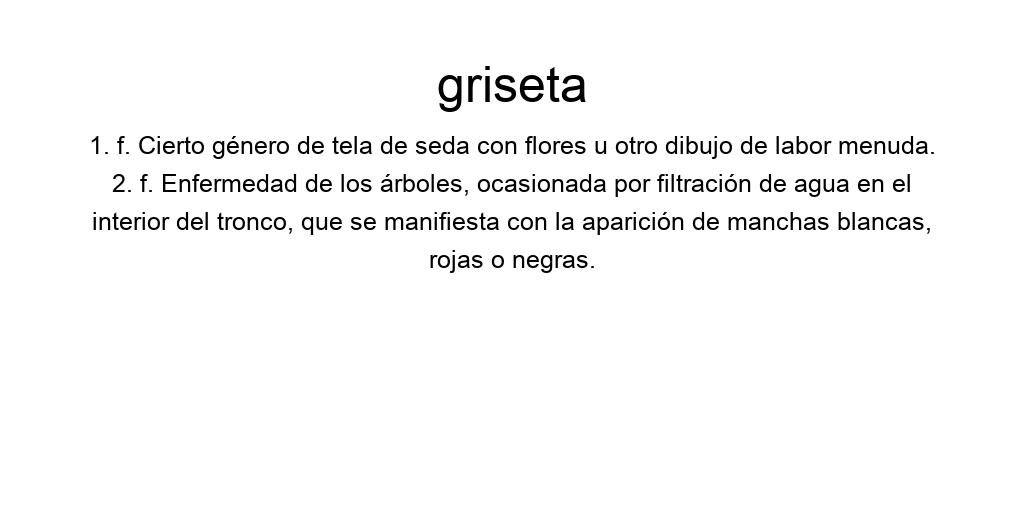 griseta
1. f. Cierto género de tela de seda con flores u otro dibujo de labor menuda.
2. f. Enfermedad de los árboles, ocasionada por filtración de agua en el
interior del tronco, que se manifiesta con la aparición de manchas blancas,
rojas o negras.